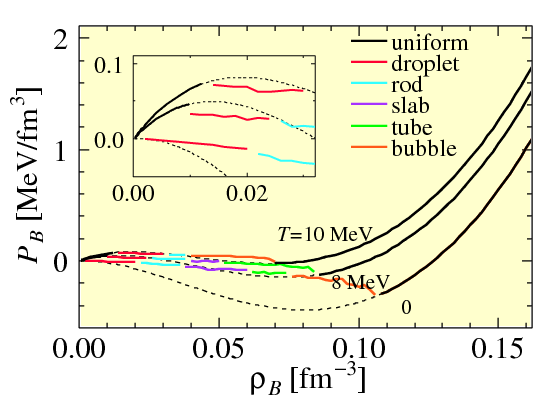 2
1
0
P_B [MeV/fm^3]
0.1
0.0
0.00 0.02
uniform
droplet
rod
slab
tube
bubble
T=10 MeV
8 MeV
0
0.00 0.05 0.10 0.15
ρ_B [fm^−3]